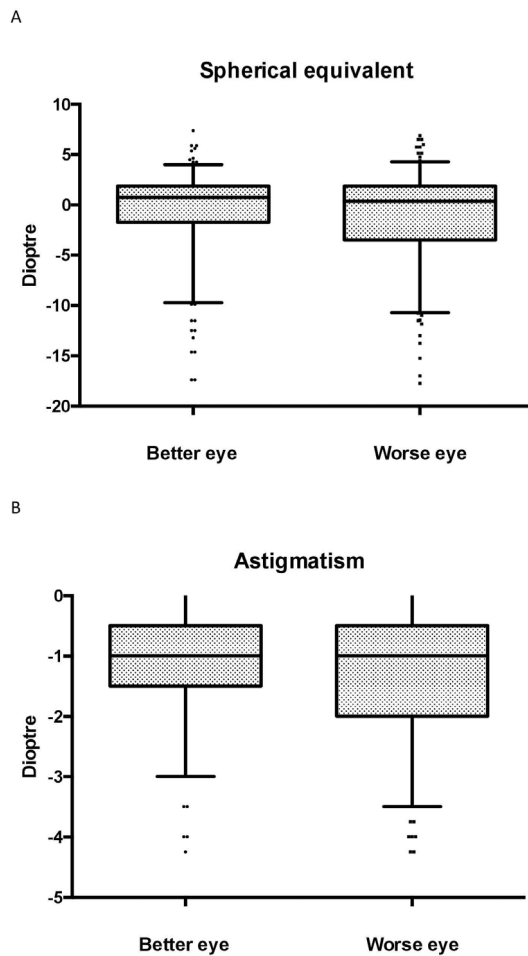 A
Spherical equivalent
10
5
0
-5
-10
-15
-20
Dioptre
Better eye
Worse eye
B
Astigmatism
0
-1
-2
-3
-4
-5
Dioptre
Better eye
Worse eye